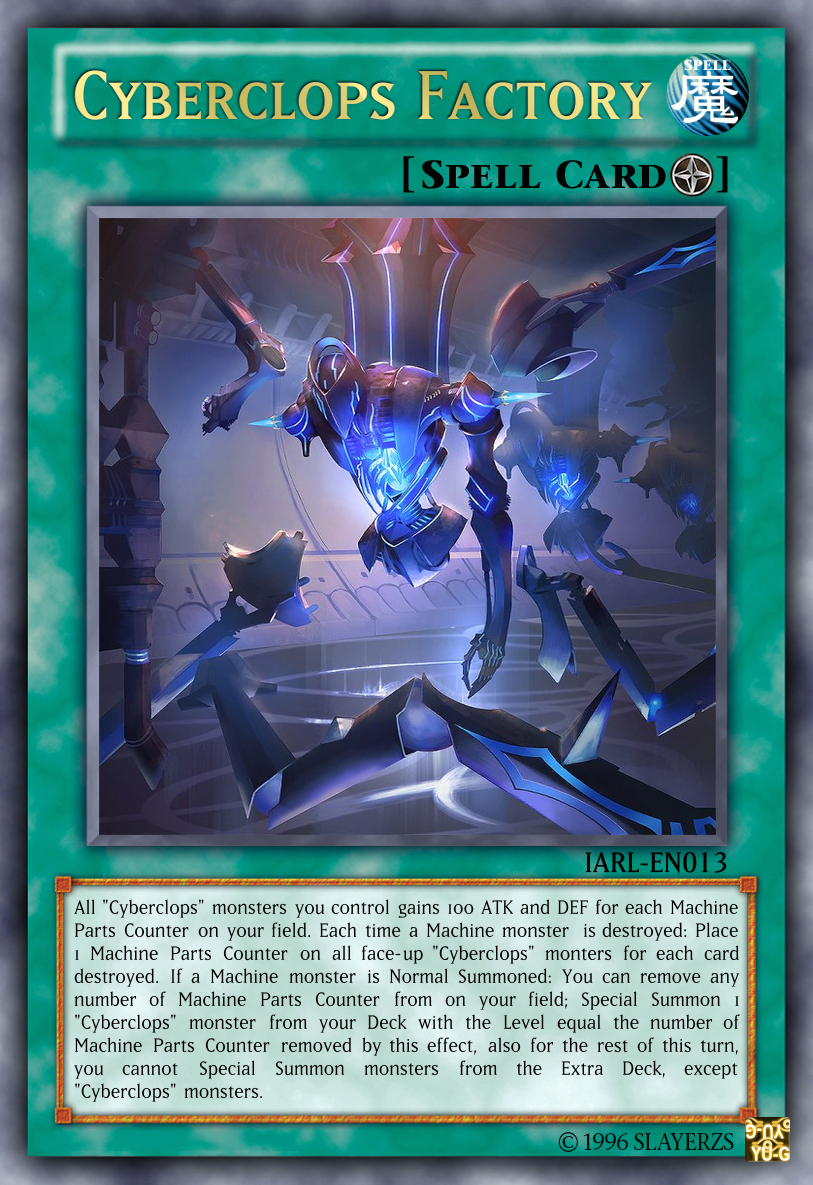 CYBERCLOPS FACTORY
SPELL
魔
[SPELL CARD]
IARL-EN013
All "Cyberclops" monsters you control gains 100 ATK and DEF for each Machine
Parts Counter on your field. Each time a Machine monster is destroyed: Place
1 Machine Parts Counter on all face-up "Cyberclops" monters for each card
destroyed. If a Machine monster is Normal Summoned: You can remove any
number of Machine Parts Counter from on your field; Special Summon 1
"Cyberclops" monster from your Deck with the Level equal the number of
Machine Parts Counter removed by this effect, also for the rest of this turn,
you cannot Special Summon monsters from the Extra Deck, except
"Cyberclops" monsters.
© 1996 SLAYERZS